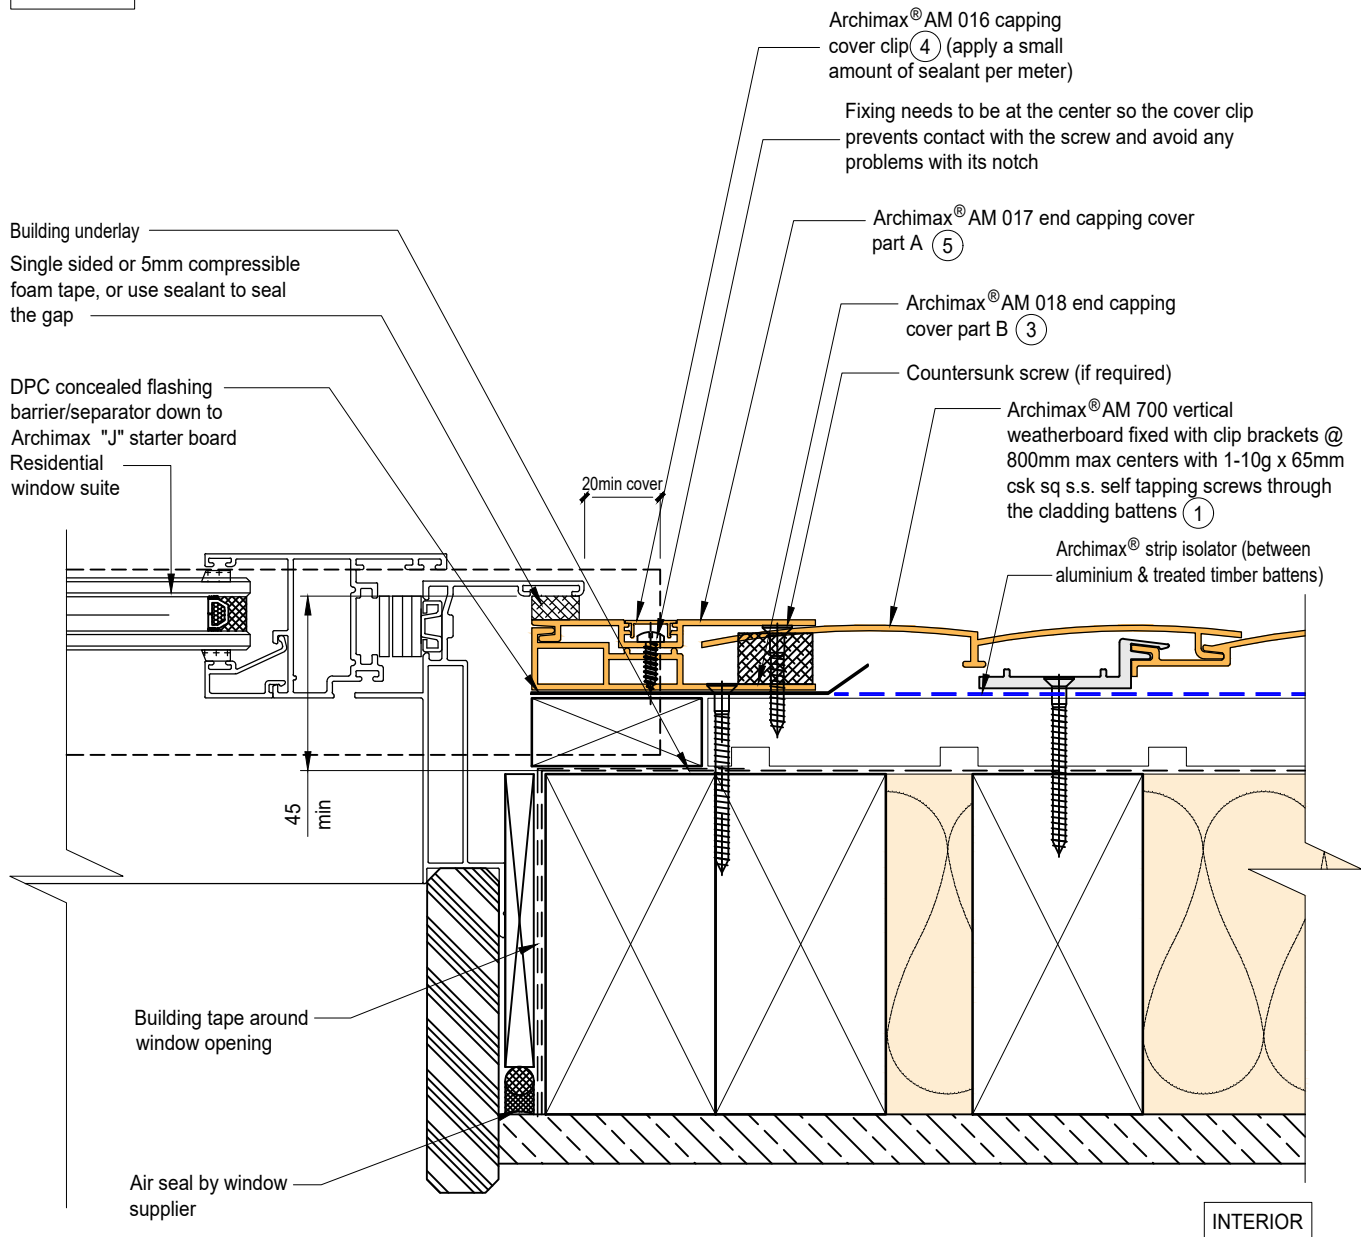 Archimax® AM 016 capping
cover clip 4 (apply a small
amount of sealant per meter)
Fixing needs to be at the center so the cover clip
prevents contact with the screw and avoid any
problems with its notch
Archimax® AM 017 end capping cover
part A 5
Archimax® AM 018 end capping
cover part B 3
Countersunk screw (if required)
Archimax® AM 700 vertical
weatherboard fixed with clip brackets @
800mm max centers with 1-10g x 65mm
csk sq s.s. self tapping screws through
the cladding battens 1
Archimax® strip isolator (between
aluminium & treated timber battens)
Building underlay
Single sided or 5mm compressible
foam tape, or use sealant to seal
the gap
DPC concealed flashing
barrier/separator down to
Archimax "J" starter board
Residential
window suite
20min cover
45
min
Building tape around
window opening
Air seal by window
supplier
INTERIOR